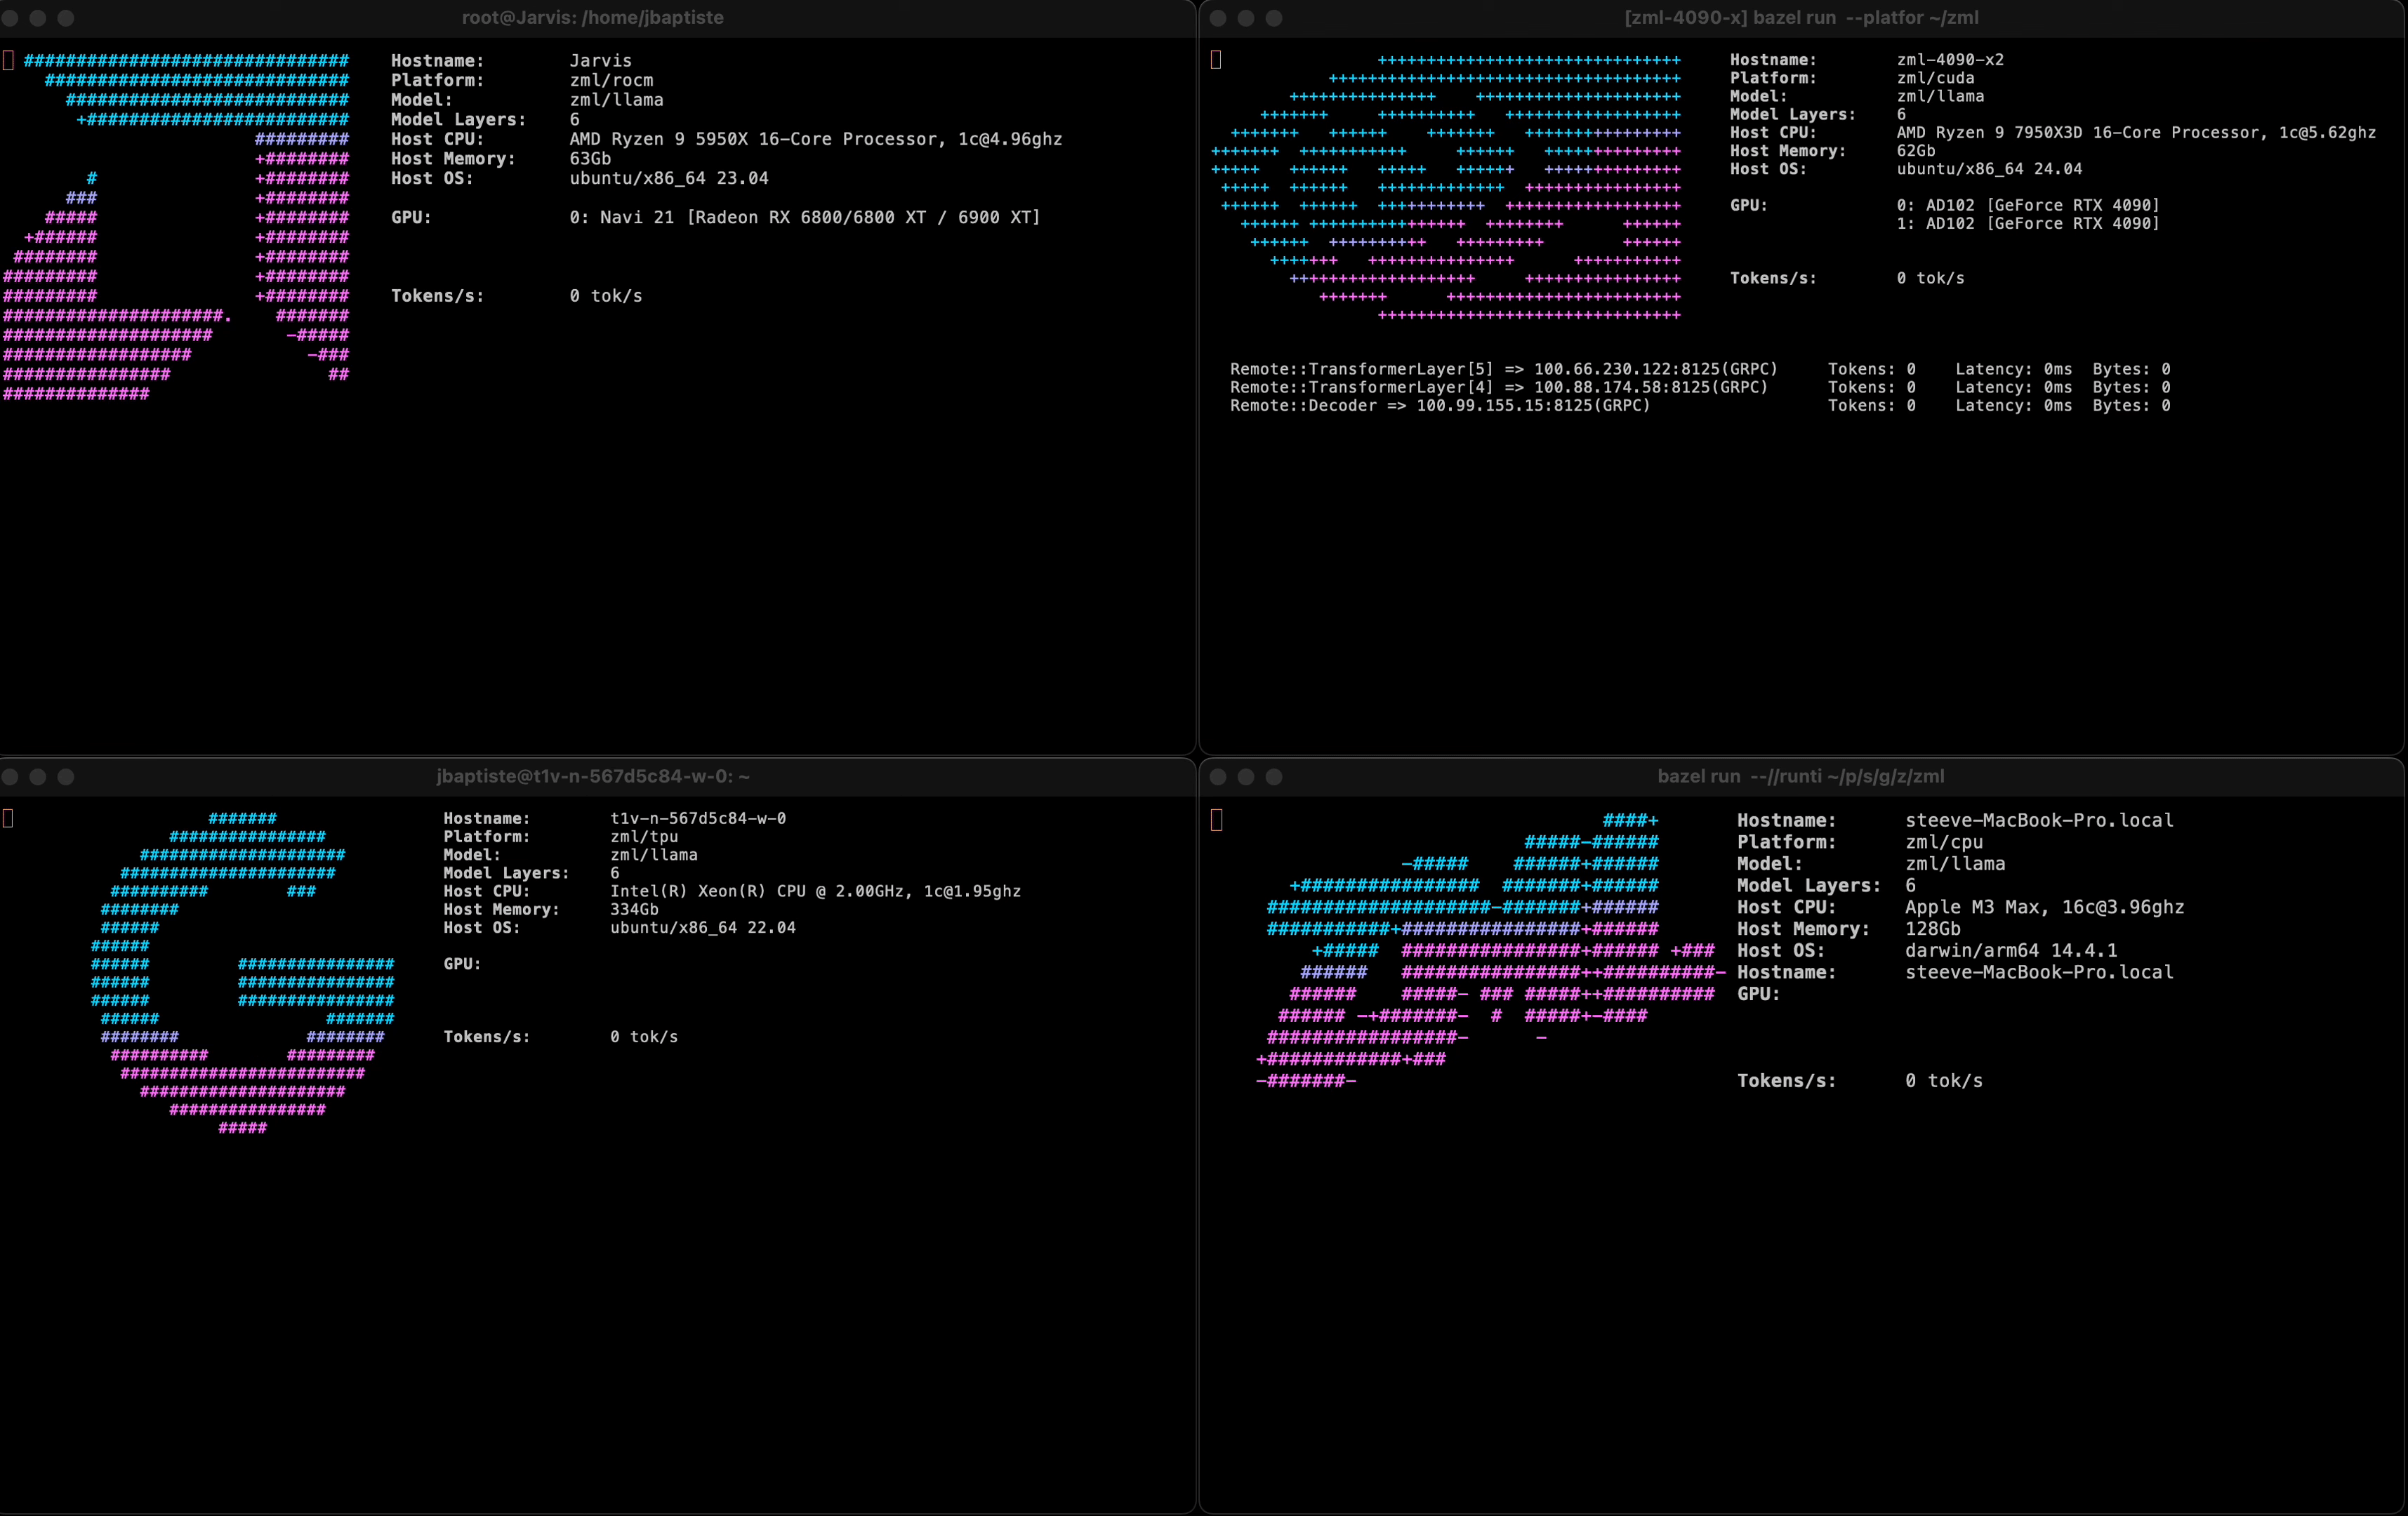 root@Jarvis: /home/jbaptiste
Hostname: Jarvis
Platform: zml/rocm
Model: zml/llama
Model Layers: 6
Host CPU: AMD Ryzen 9 5950X 16-Core Processor, 1c@4.96ghz
Host Memory: 63Gb
Host OS: ubuntu/x86_64 23.04
GPU: 0: Navi 21 [Radeon RX 6800/6800 XT / 6900 XT]
Tokens/s: 0 tok/s
[zml-4090-x] bazel run --platfor ~/zml
Hostname: zml-4090-x2
Platform: zml/cuda
Model: zml/llama
Model Layers: 6
Host CPU: AMD Ryzen 9 7950X3D 16-Core Processor, 1c@5.62ghz
Host Memory: 62Gb
Host OS: ubuntu/x86_64 24.04
GPU: 0: AD102 [GeForce RTX 4090]
1: AD102 [GeForce RTX 4090]
Tokens/s: 0 tok/s
Remote::TransformerLayer[5] => 100.66.230.122:8125(GRPC) Tokens: 0 Latency: 0ms Bytes: 0
Remote::TransformerLayer[4] => 100.88.174.58:8125(GRPC) Tokens: 0 Latency: 0ms Bytes: 0
Remote::Decoder => 100.99.155.15:8125(GRPC) Tokens: 0 Latency: 0ms Bytes: 0
jbaptiste@t1v-n-567d5c84-w-0: ~
Hostname: t1v-n-567d5c84-w-0
Platform: zml/tpu
Model: zml/llama
Model Layers: 6
Host CPU: Intel(R) Xeon(R) CPU @ 2.00GHz, 1c@1.95ghz
Host Memory: 334Gb
Host OS: ubuntu/x86_64 22.04
GPU:
Tokens/s: 0 tok/s
bazel run --//runti ~/p/s/g/z/zml
Hostname: steeve-MacBook-Pro.local
Platform: zml/cpu
Model: zml/llama
Model Layers: 6
Host CPU: Apple M3 Max, 16c@3.96ghz
Host Memory: 128Gb
Host OS: darwin/arm64 14.4.1
Hostname: steeve-MacBook-Pro.local
GPU:
Tokens/s: 0 tok/s